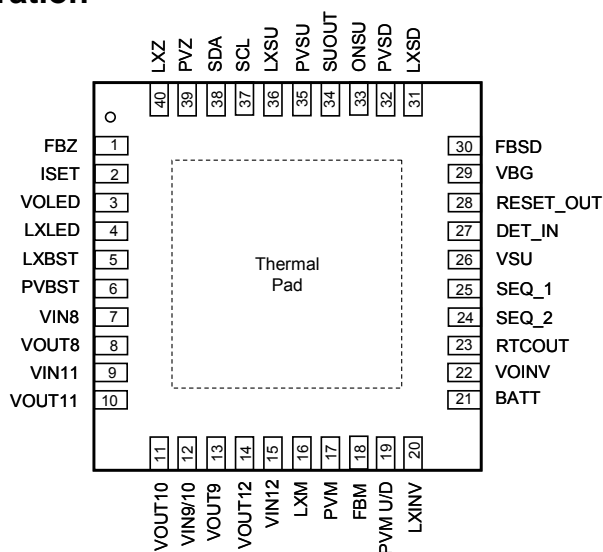 LXZ PVZ SDA SCL LXSU PVSU SUOUT ONSU PVSD LXSD
40 39 38 37 36 35 34 33 32 31
FBZ 1
ISET 2
VOLED 3
LXLED 4
LXBST 5
PVBST 6
VIN8 7
VOUT8 8
VIN11 9
VOUT11 10
Thermal
Pad
30 FBSD
29 VBG
28 RESET_OUT
27 DET_IN
26 VSU
25 SEQ_1
24 SEQ_2
23 RTCOUT
22 VOINV
21 BATT
11 12 13 14 15 16 17 18 19 20
VOUT10 VIN9/10 VOUT9 VOUT12 VIN12 LXM PVM FBM PVM U/D LXINV